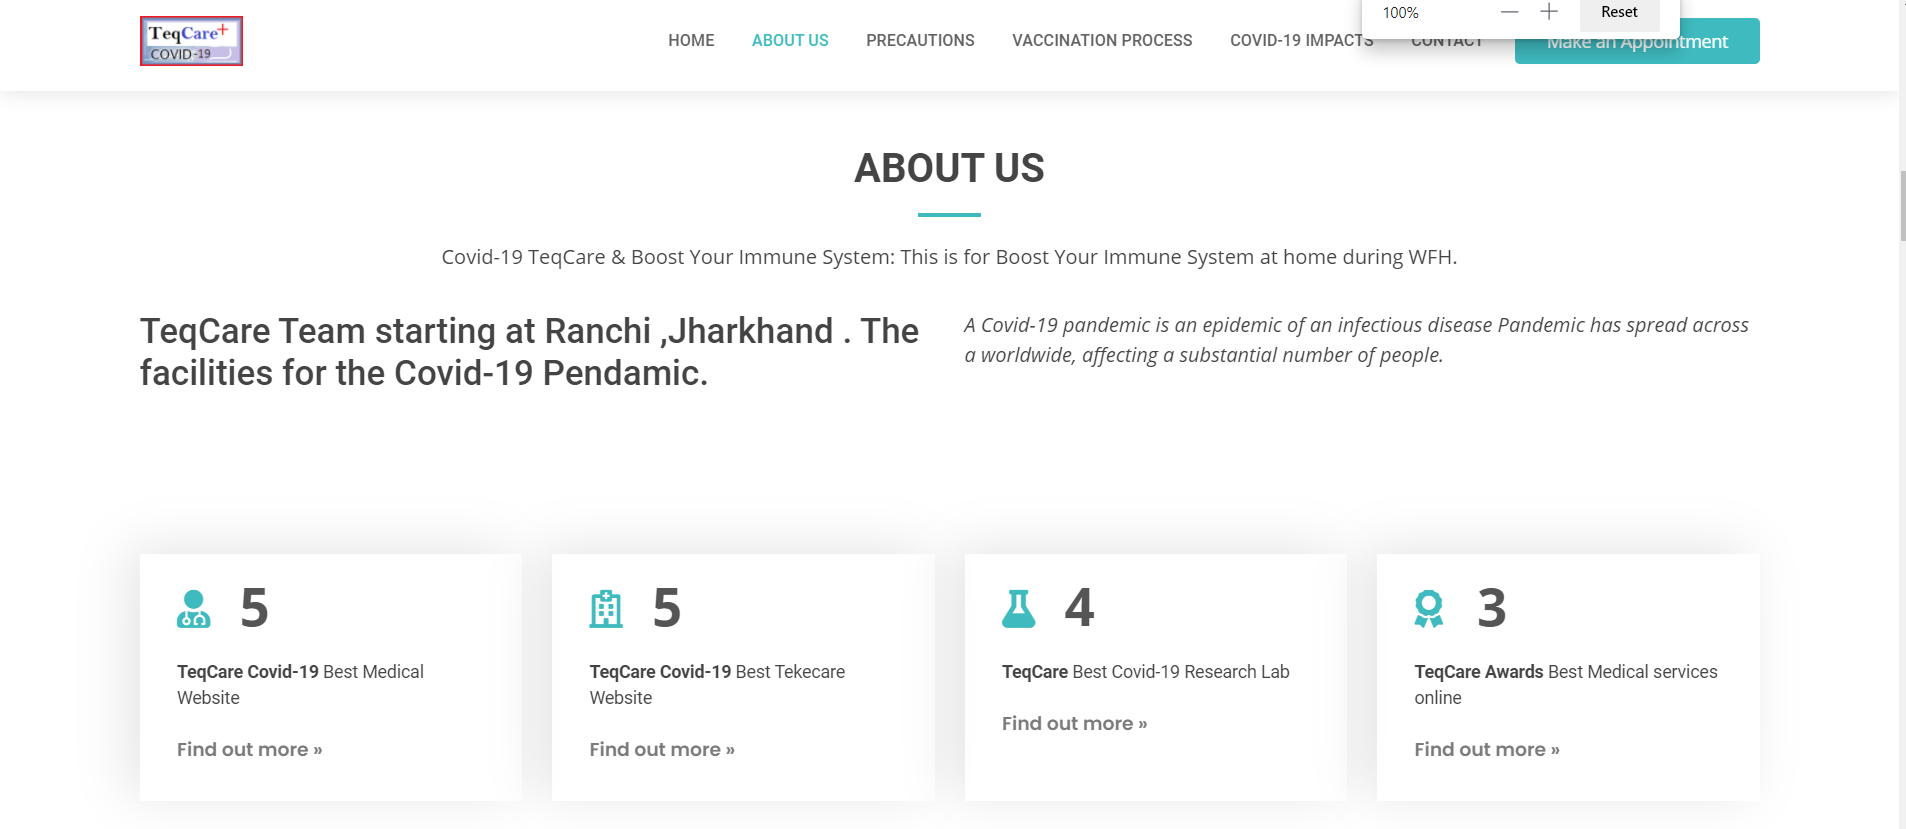 100%
Reset
TeqCare+
COVID-19
HOME
ABOUT US
PRECAUTIONS
VACCINATION PROCESS
COVID-19 IMPACTS
CONTACT
Make an Appointment
ABOUT US
Covid-19 TeqCare & Boost Your Immune System: This is for Boost Your Immune System at home during WFH.
TeqCare Team starting at Ranchi ,Jharkhand . The
facilities for the Covid-19 Pendamic.
A Covid-19 pandemic is an epidemic of an infectious disease Pandemic has spread across
a worldwide, affecting a substantial number of people.
5
TeqCare Covid-19 Best Medical
Website
Find out more »
5
TeqCare Covid-19 Best Tekecare
Website
Find out more »
4
TeqCare Best Covid-19 Research Lab
Find out more »
3
TeqCare Awards Best Medical services
online
Find out more »